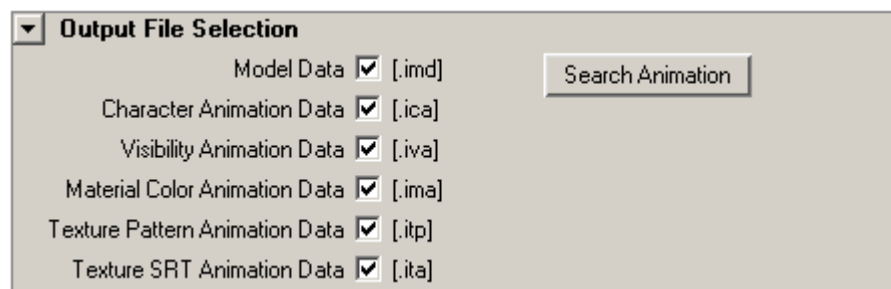 Output File Selection
Model Data [.imd] Search Animation
Character Animation Data [.ica]
Visibility Animation Data [.iva]
Material Color Animation Data [.ima]
Texture Pattern Animation Data [.itp]
Texture SRT Animation Data [.ita]